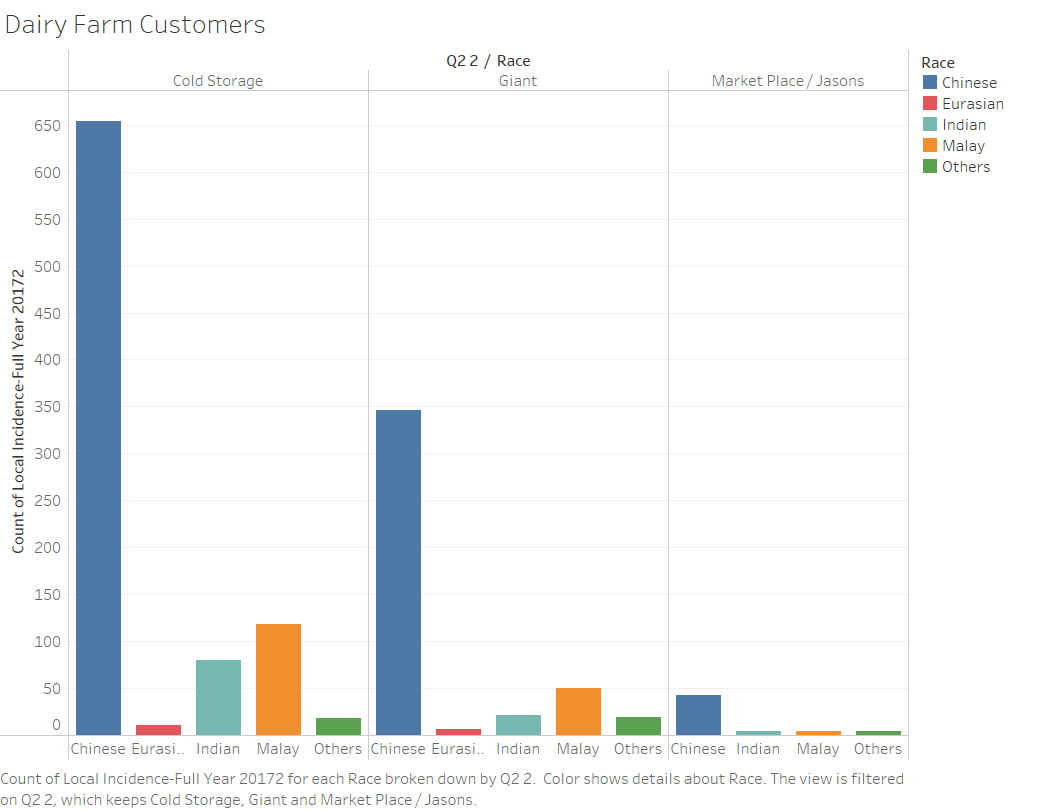 Dairy Farm Customers
Q2 2 / Race
Cold Storage Giant Market Place / Jasons
Race
Chinese
Eurasian
Indian
Malay
Others
Count of Local Incidence-Full Year 20172
650
600
550
500
450
400
350
300
250
200
150
100
50
0
Chinese Eurasi.. Indian Malay Others Chinese Eurasi.. Indian Malay Others Chinese Indian Malay Others
Count of Local Incidence-Full Year 20172 for each Race broken down by Q2 2. Color shows details about Race. The view is filtered
on Q2 2, which keeps Cold Storage, Giant and Market Place / Jasons.